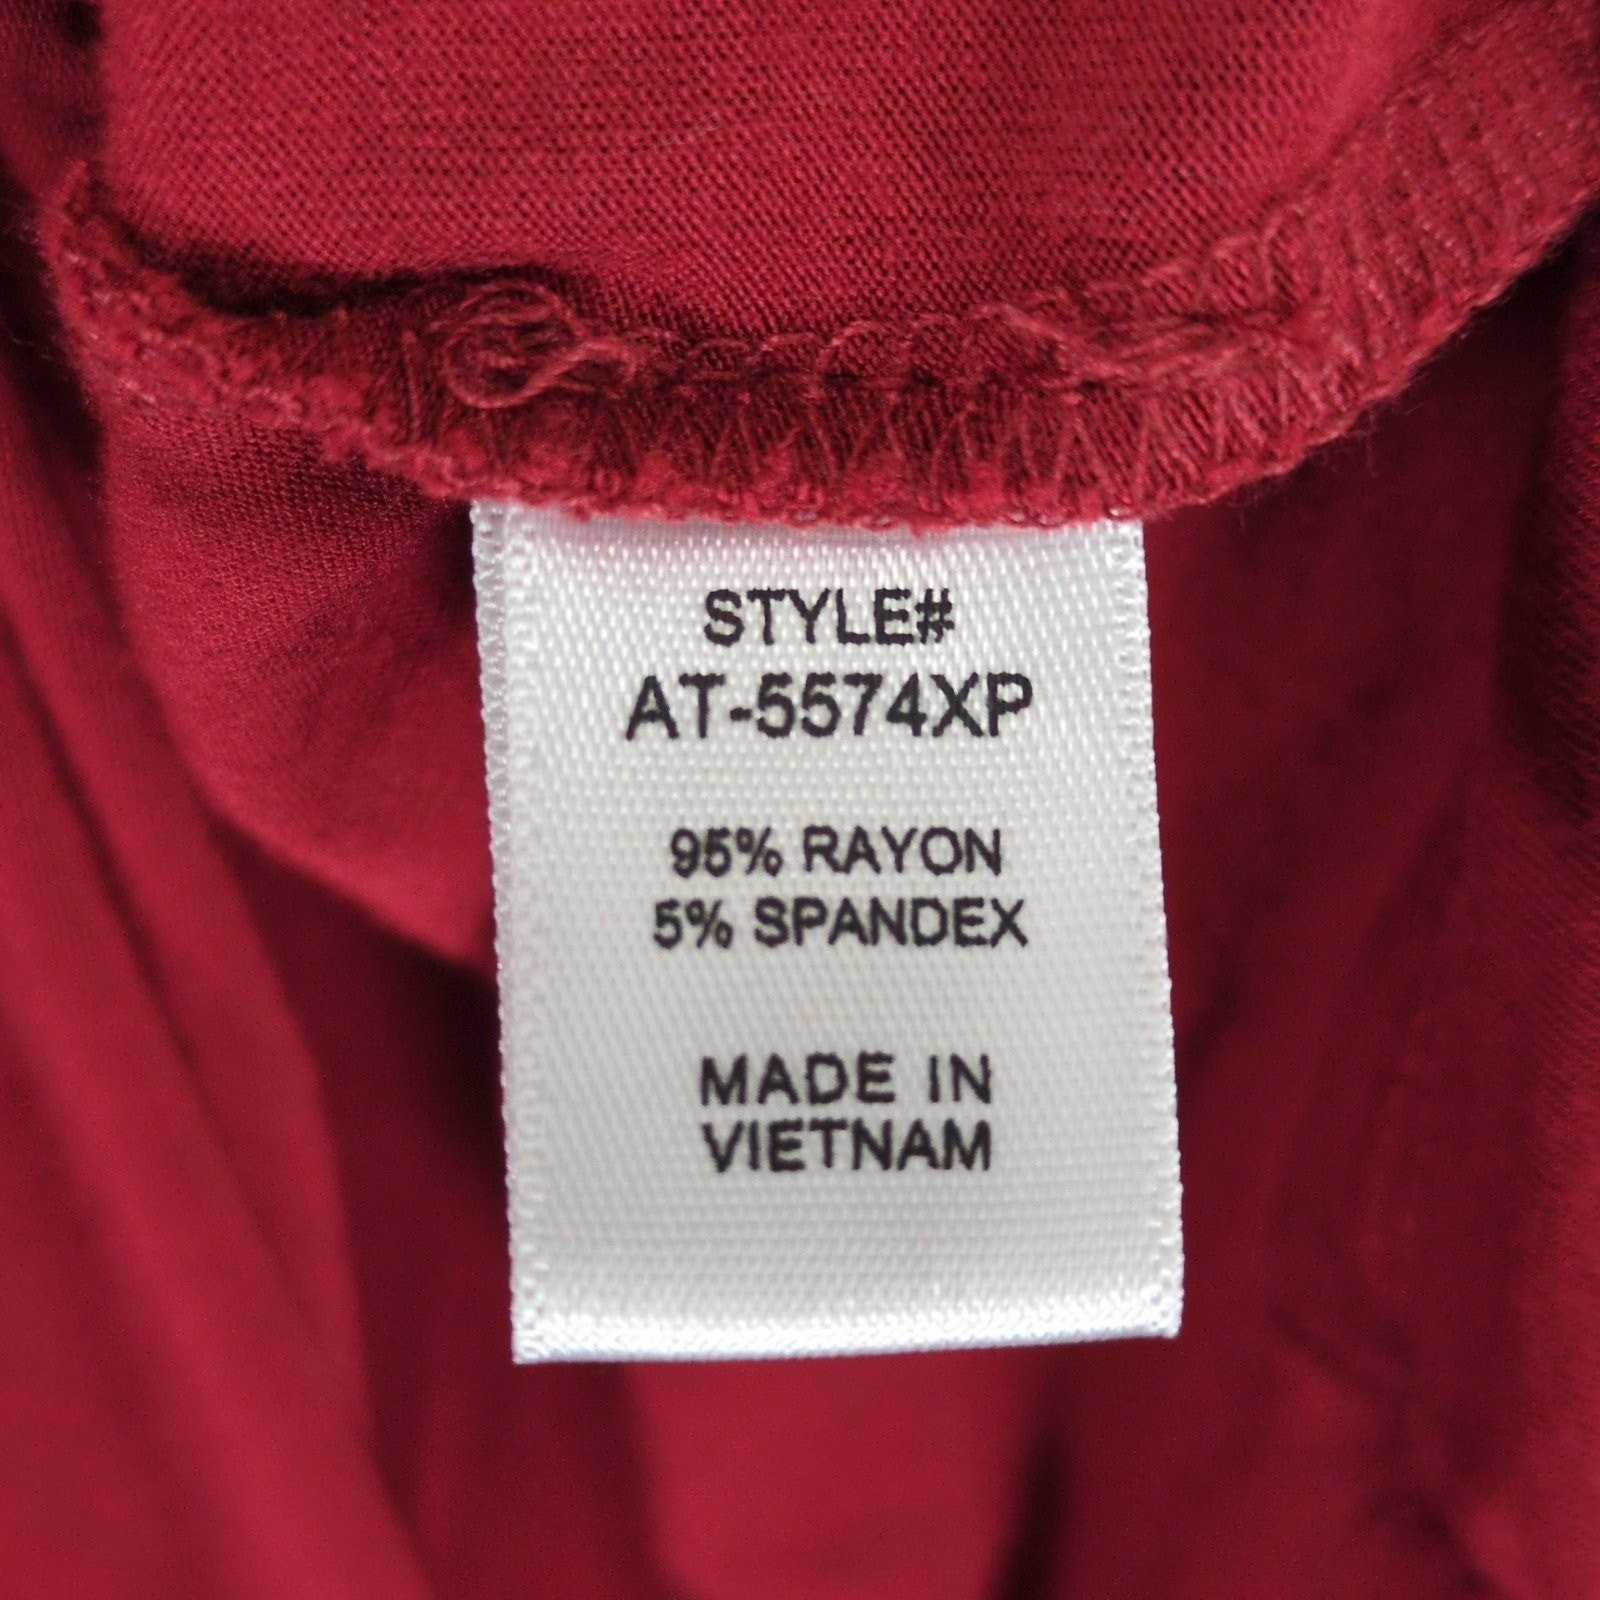 STYLE#
AT-5574XP
95% RAYON
5% SPANDEX
MADE IN
VIETNAM